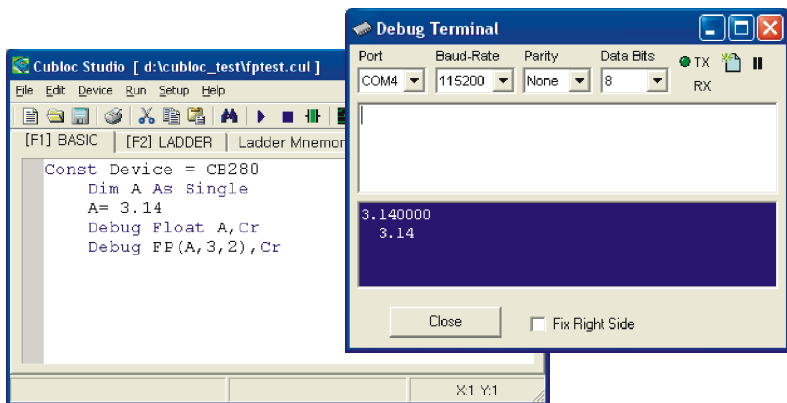 Cubloc Studio [ d:\cubloc_test\fptest.cul ]
File Edit Device Run Setup Help
[F1] BASIC [F2] LADDER Ladder Mnemor
Const Device = CB280
Dim A As Single
A= 3.14
Debug Float A,Cr
Debug FP(A,3,2),Cr
X:1 Y:1
Debug Terminal
Port Baud-Rate Parity Data Bits
COM4 115200 None 8 TX
RX
3.140000
3.14
Close Fix Right Side